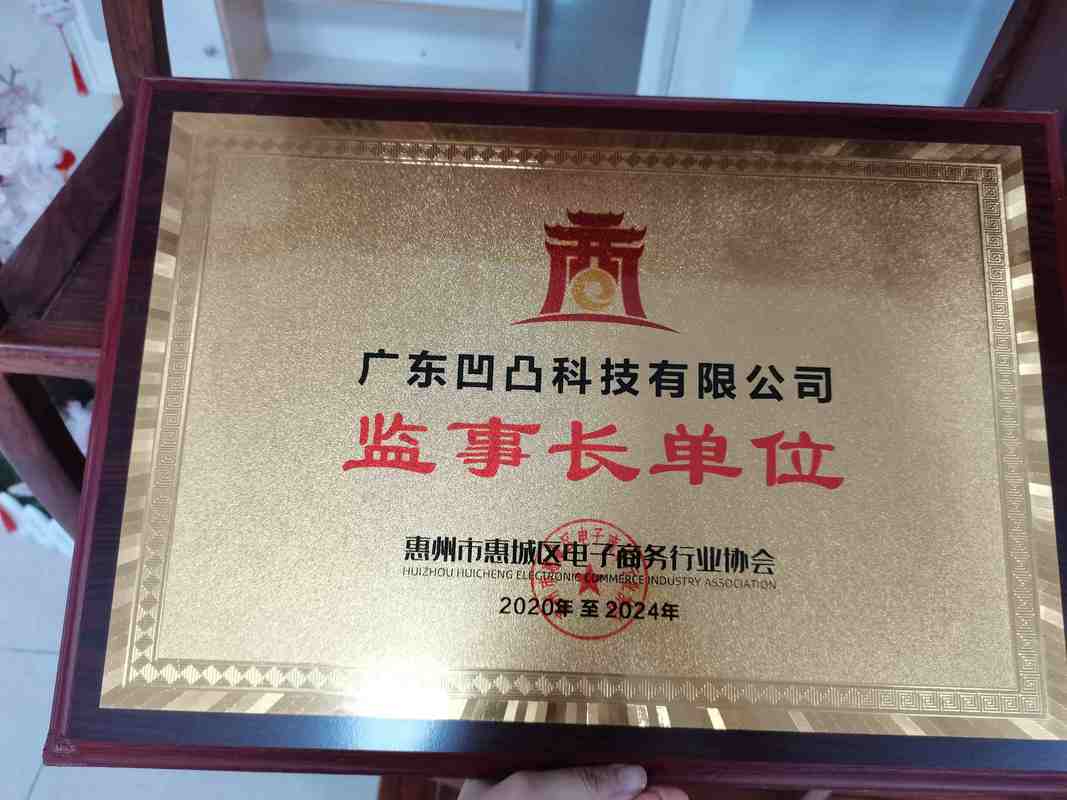 广东凹凸科技有限公司
监事长单位
惠州市惠城区电子商务行业协会
HUIZHOU HUICHENG ELECTRONIC COMMERCE INDUSTRY ASSOCIATION
2020年 至 2024年